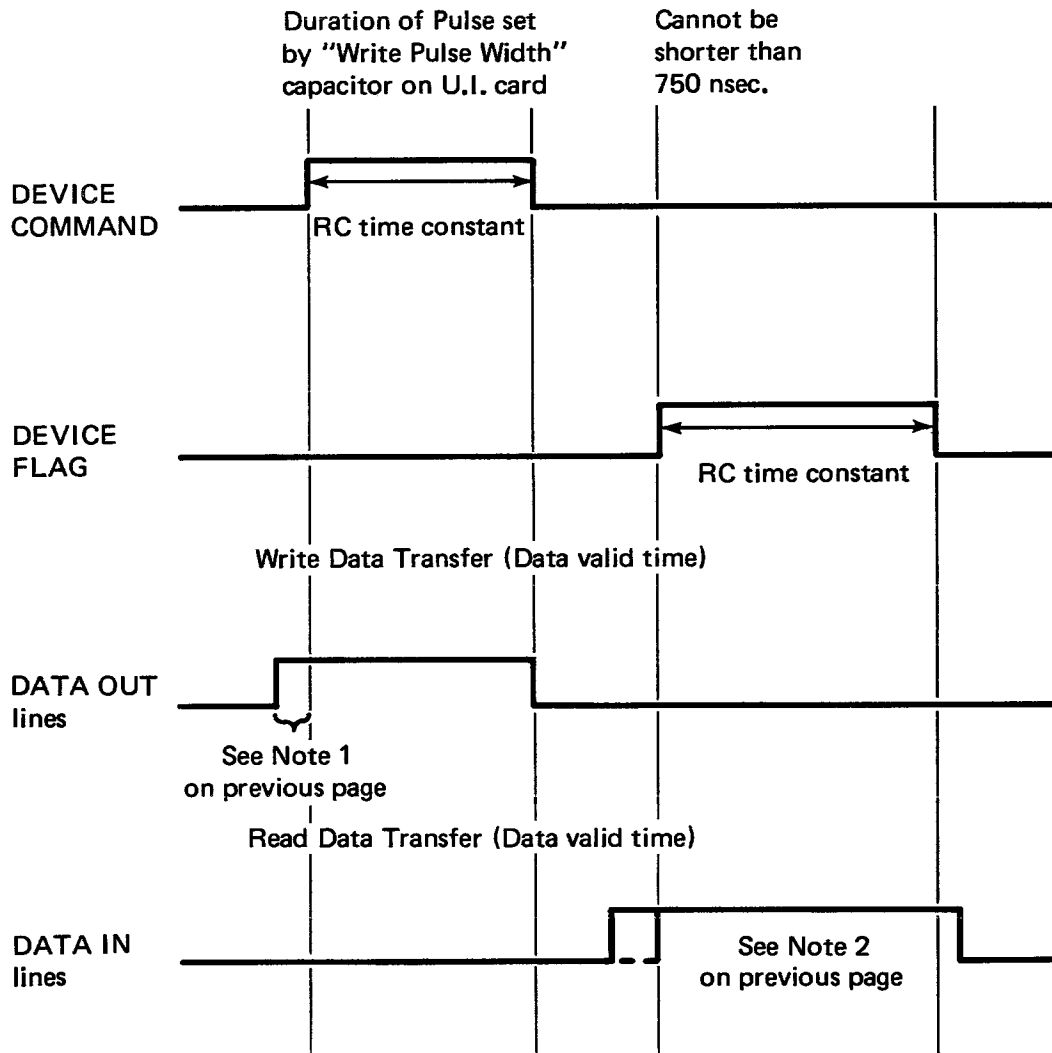 Duration of Pulse set
by "Write Pulse Width"
capacitor on U.I. card
Cannot be
shorter than
750 nsec.
DEVICE
COMMAND
RC time constant
DEVICE
FLAG
RC time constant
Write Data Transfer (Data valid time)
DATA OUT
lines
See Note 1
on previous page
Read Data Transfer (Data valid time)
DATA IN
lines
See Note 2
on previous page